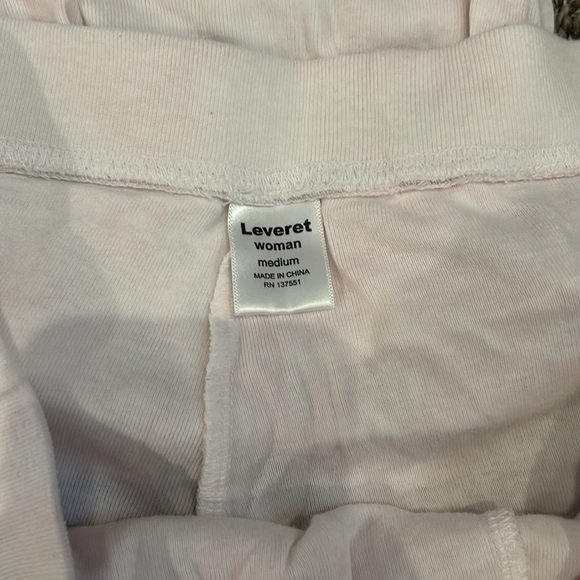 Leveret
woman
medium
MADE IN CHINA
RN 137551